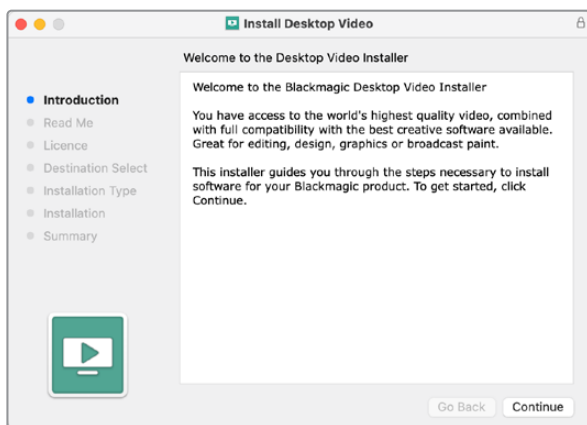 Install Desktop Video
Welcome to the Desktop Video Installer
Introduction
Read Me
Licence
Destination Select
Installation Type
Installation
Summary
Welcome to the Blackmagic Desktop Video Installer
You have access to the world's highest quality video, combined
with full compatibility with the best creative software available.
Great for editing, design, graphics or broadcast paint.
This installer guides you through the steps necessary to install
software for your Blackmagic product. To get started, click
Continue.
Go Back
Continue